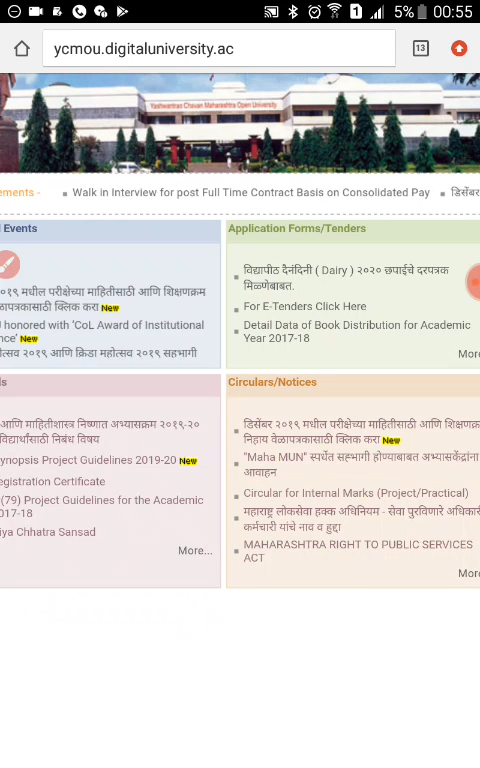 5% 00:55
ycmou.digitaluniversity.ac
13
Yashwantrao Chavan Maharashtra Open University
ements - Walk in Interview for post Full Time Contract Basis on Consolidated Pay डिसेंबर
Events
२०१९ मधील परीक्षेच्या माहितीसाठी आणि शिक्षणक्रम
ळापत्रकासाठी क्लिक करा New
honored with 'CoL Award of Institutional
nce' New
त्सव २०१९ आणि क्रिडा महोत्सव २०१९ सहभागी
Application Forms/Tenders
विद्यापीठ दैनंदिनी ( Dairy ) २०२० छपाईचे दरपत्रक
मिळणेबाबत.
For E-Tenders Click Here
Detail Data of Book Distribution for Academic
Year 2017-18
More
ls
आणि माहितीशास्त्र निष्णात अभ्यासक्रम २०१९-२०
विद्यार्थांसाठी निबंध विषय
ynopsis Project Guidelines 2019-20 New
egistration Certificate
(79) Project Guidelines for the Academic
017-18
iya Chhatra Sansad
More...
Circulars/Notices
डिसेंबर २०१९ मधील परीक्षेच्या माहितीसाठी आणि शिक्षणक्र
निहाय वेळापत्रकासाठी क्लिक करा New
"Maha MUN" स्पर्धेत सह्भागी होण्याबाबत अभ्यासकेंद्रांना
आवाहन
Circular for Internal Marks (Project/Practical)
महाराष्ट्र लोकसेवा हक्क अधिनियम - सेवा पुरविणारे अधिकारी
कर्मचारी यांचे नाव व हुद्दा
MAHARASHTRA RIGHT TO PUBLIC SERVICES
ACT
More